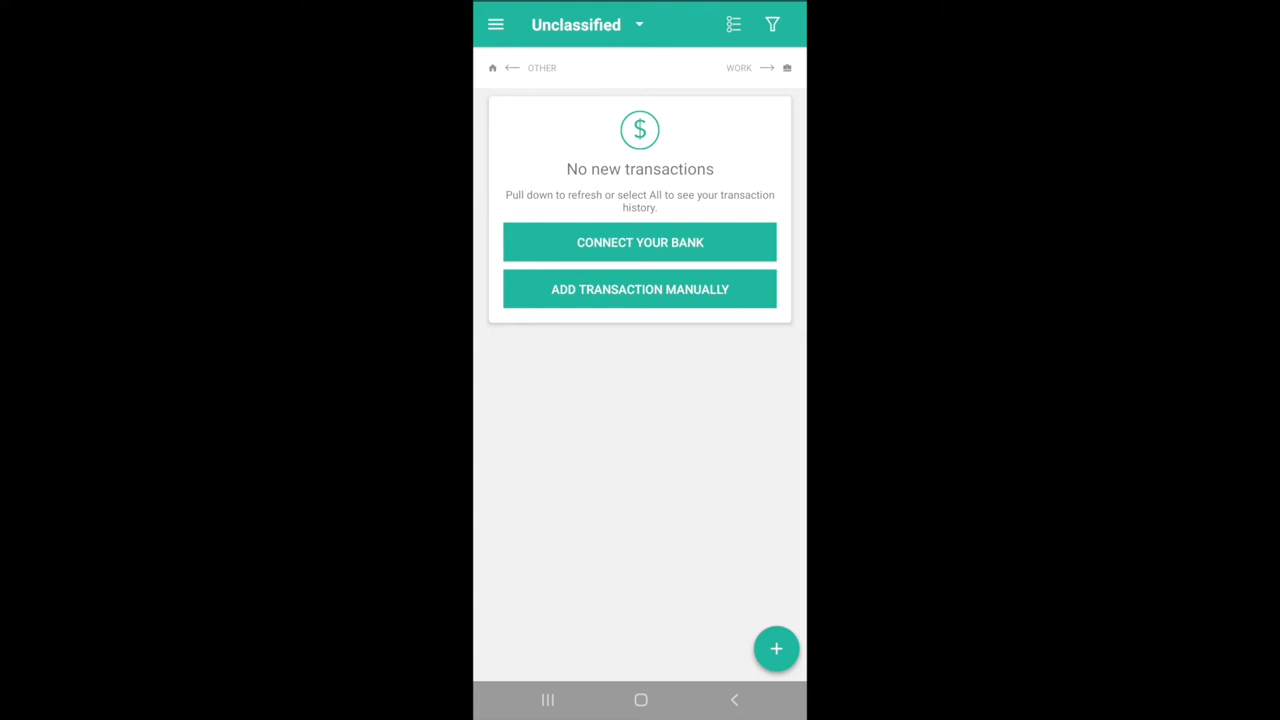 Unclassified
OTHER
WORK
$
No new transactions
Pull down to refresh or select All to see your transaction
history.
CONNECT YOUR BANK
ADD TRANSACTION MANUALLY
+